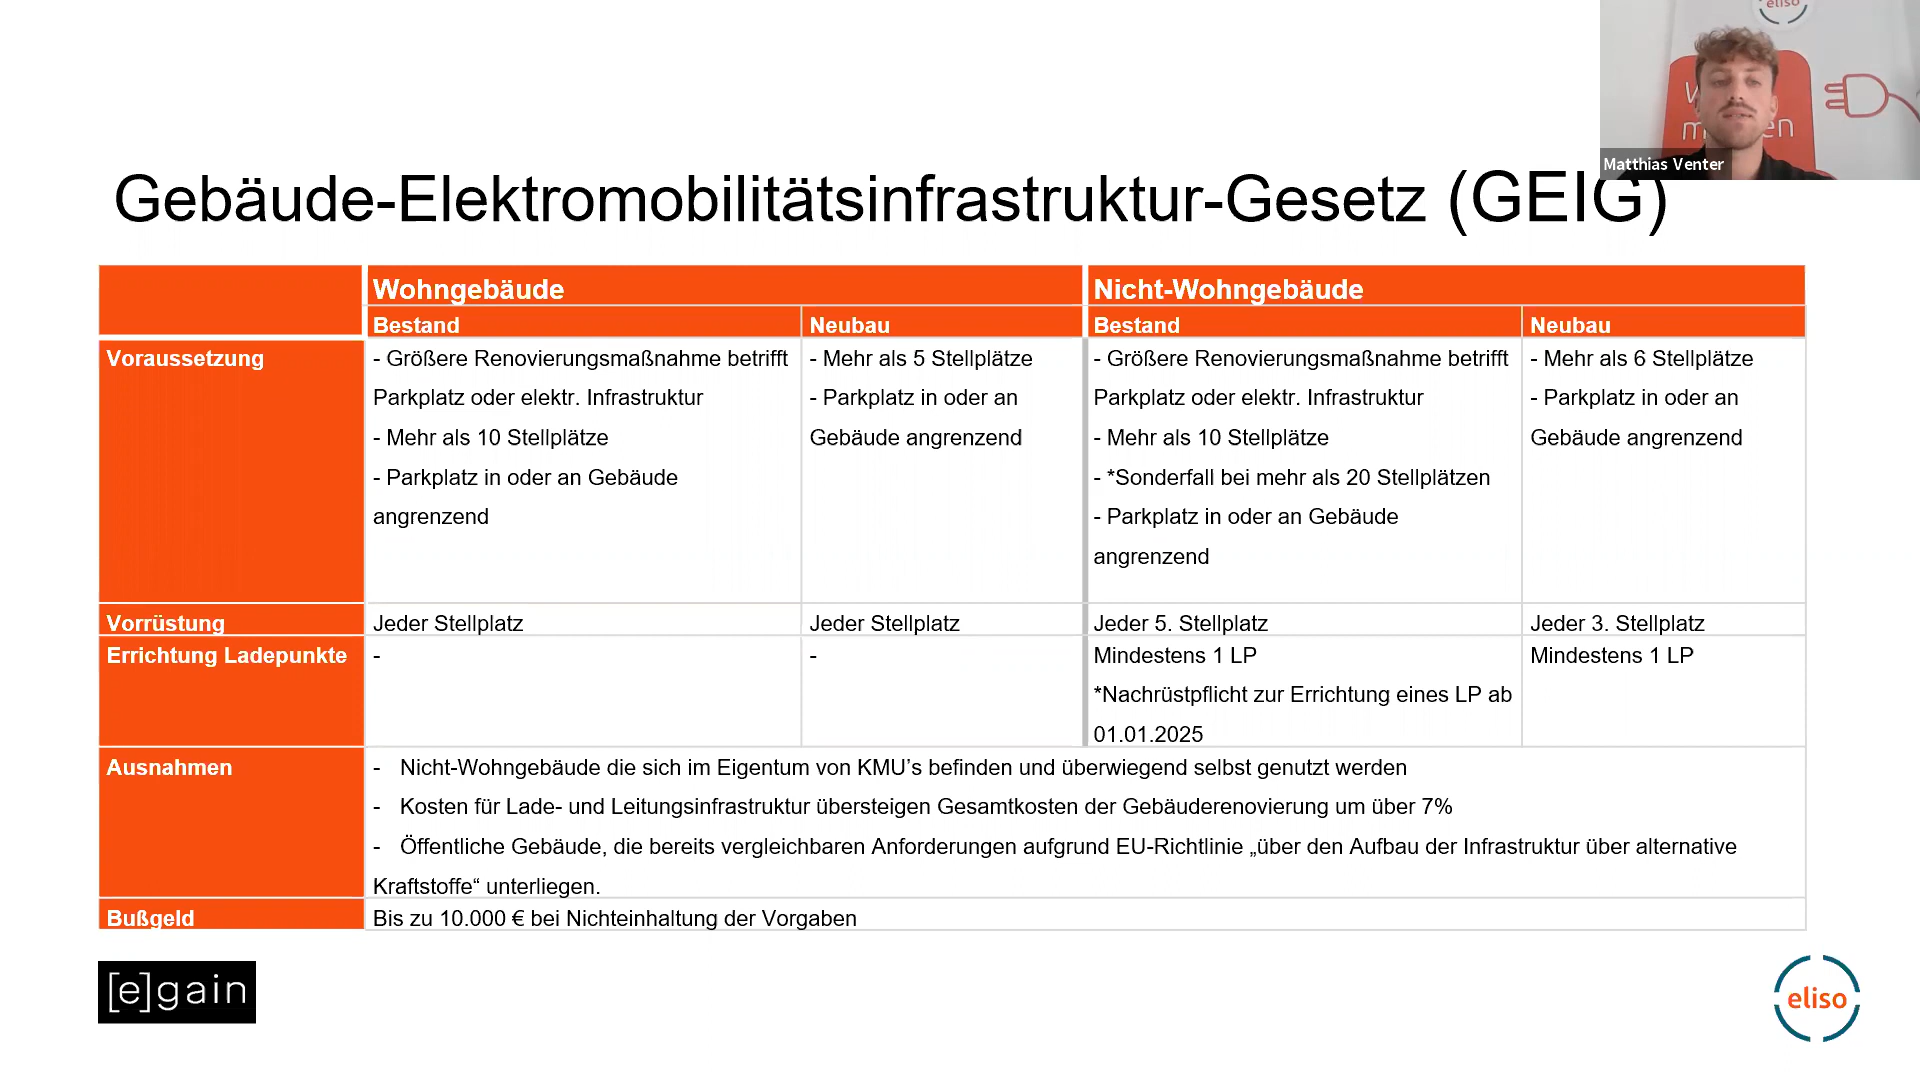 eliso
Matthias Venter
Gebäude-Elektromobilitätsinfrastruktur-Gesetz (GEIG)
Wohngebäude
Nicht-Wohngebäude
Bestand
Neubau
Bestand
Neubau
Voraussetzung
- Größere Renovierungsmaßnahme betrifft
Parkplatz oder elektr. Infrastruktur
- Mehr als 10 Stellplätze
- Parkplatz in oder an Gebäude
angrenzend
- Mehr als 5 Stellplätze
- Parkplatz in oder an
Gebäude angrenzend
- Größere Renovierungsmaßnahme betrifft
Parkplatz oder elektr. Infrastruktur
- Mehr als 10 Stellplätze
- *Sonderfall bei mehr als 20 Stellplätzen
- Parkplatz in oder an Gebäude
angrenzend
- Mehr als 6 Stellplätze
- Parkplatz in oder an
Gebäude angrenzend
Vorrüstung
Jeder Stellplatz
Jeder Stellplatz
Jeder 5. Stellplatz
Jeder 3. Stellplatz
Errichtung Ladepunkte
-
-
Mindestens 1 LP
*Nachrüstpflicht zur Errichtung eines LP ab
01.01.2025
Mindestens 1 LP
Ausnahmen
- Nicht-Wohngebäude die sich im Eigentum von KMU’s befinden und überwiegend selbst genutzt werden
- Kosten für Lade- und Leitungsinfrastruktur übersteigen Gesamtkosten der Gebäuderenovierung um über 7%
- Öffentliche Gebäude, die bereits vergleichbaren Anforderungen aufgrund EU-Richtlinie „über den Aufbau der Infrastruktur über alternative
Kraftstoffe“ unterliegen.
Bußgeld
Bis zu 10.000 € bei Nichteinhaltung der Vorgaben
[e]gain
eliso